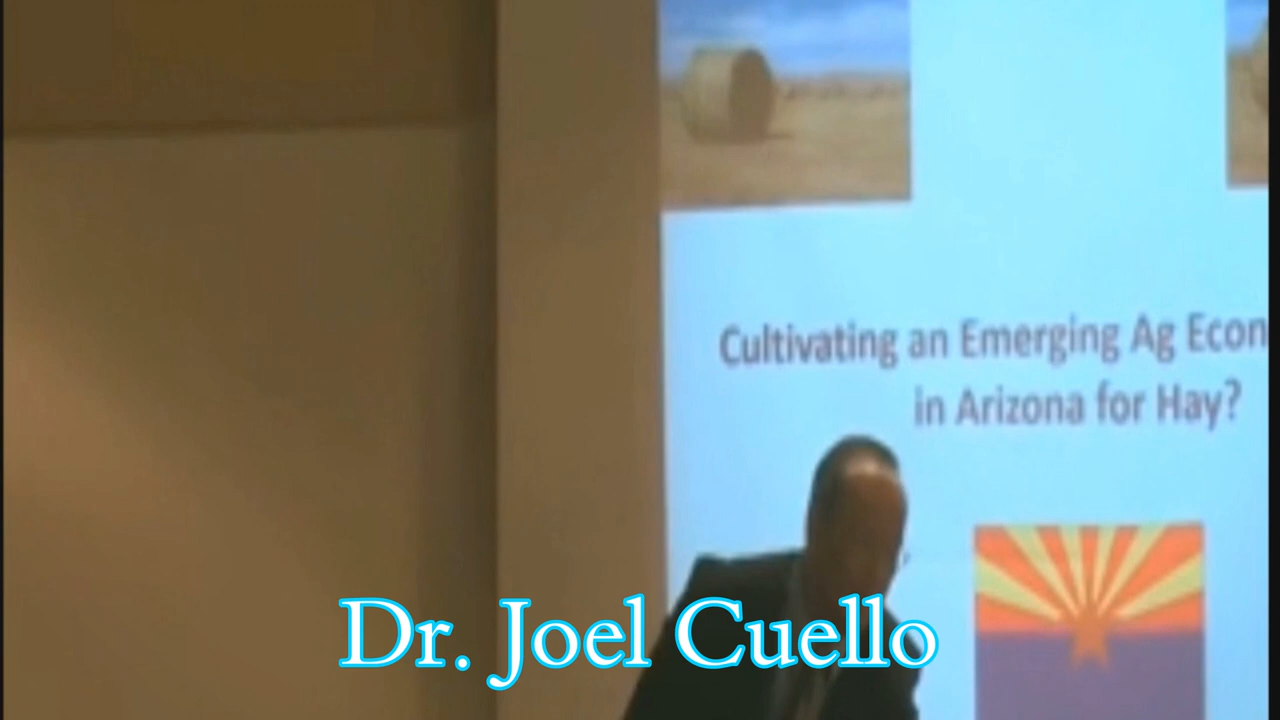 Cultivating an Emerging Ag Econ
in Arizona for Hay?
Dr. Joel Cuello